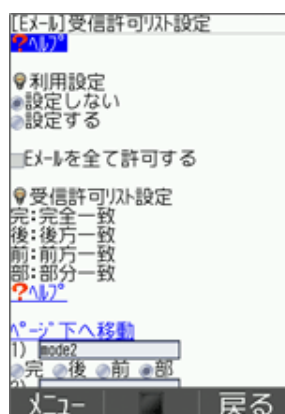 [Eﾒｰﾙ]受信許可ﾘｽﾄ設定
?ﾍﾙﾌﾟ
利用設定
設定しない
設定する
Eﾒｰﾙを全て許可する
受信許可ﾘｽﾄ設定
完:完全一致
後:後方一致
前:前方一致
部:部分一致
?ﾍﾙﾌﾟ
ﾍﾟｰｼﾞ下へ移動
1) mode2
完 後 前 部
ﾒﾆｭｰ 戻る